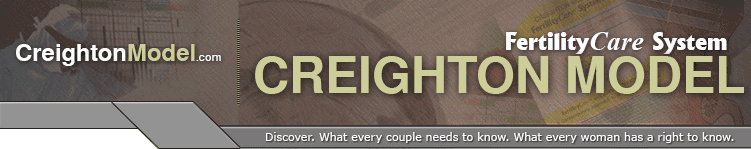 CreightonModel.com
FertilityCare System
CREIGHTON MODEL
Discover. What every couple needs to know. What every woman has a right to know.